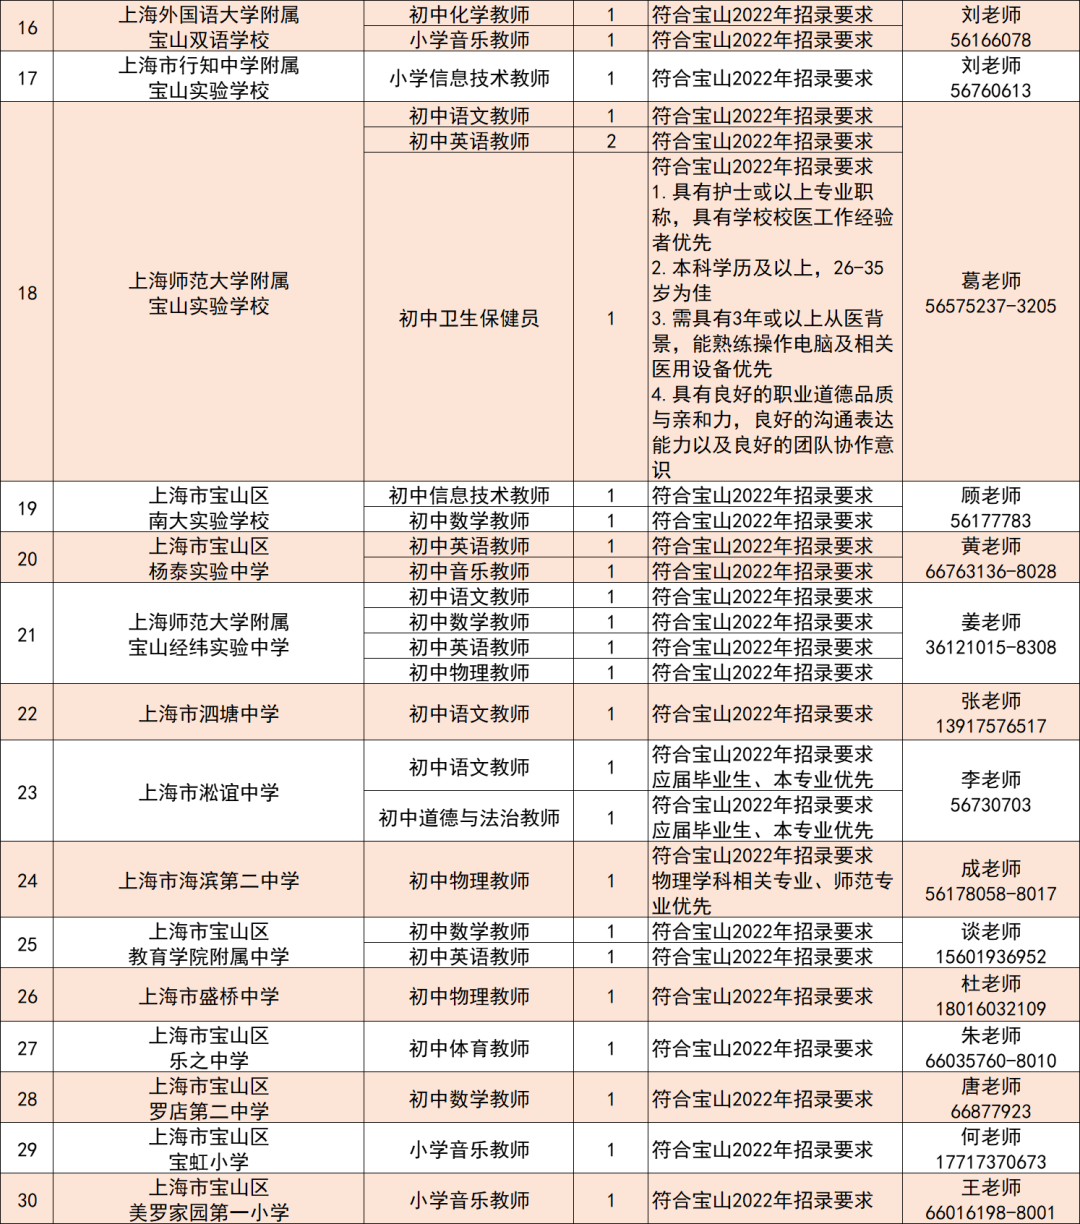 16
上海外国语大学附属
宝山双语学校
初中化学教师
1
符合宝山2022年招录要求
小学音乐教师
1
符合宝山2022年招录要求
刘老师
56166078
17
上海市行知中学附属
宝山实验学校
小学信息技术教师
1
符合宝山2022年招录要求
刘老师
56760613
18
上海师范大学附属
宝山实验学校
初中语文教师
1
符合宝山2022年招录要求
初中英语教师
2
符合宝山2022年招录要求
初中卫生保健员
1
符合宝山2022年招录要求
1.具有护士或以上专业职
称，具有学校校医工作经验
者优先
2.本科学历及以上，26-35
岁为佳
3.需具有3年或以上从医背
景，能熟练操作电脑及相关
医用设备优先
4.具有良好的职业道德品质
与亲和力，良好的沟通表达
能力以及良好的团队协作意
识
葛老师
56575237-3205
19
上海市宝山区
南大实验学校
初中信息技术教师
1
符合宝山2022年招录要求
初中数学教师
1
符合宝山2022年招录要求
顾老师
56177783
20
上海市宝山区
杨泰实验中学
初中英语教师
1
符合宝山2022年招录要求
初中音乐教师
1
符合宝山2022年招录要求
黄老师
66763136-8028
21
上海师范大学附属
宝山经纬实验中学
初中语文教师
1
符合宝山2022年招录要求
初中数学教师
1
符合宝山2022年招录要求
初中英语教师
1
符合宝山2022年招录要求
初中物理教师
1
符合宝山2022年招录要求
姜老师
36121015-8308
22
上海市泗塘中学
初中语文教师
1
符合宝山2022年招录要求
张老师
13917576517
23
上海市淞谊中学
初中语文教师
1
符合宝山2022年招录要求
应届毕业生、本专业优先
初中道德与法治教师
1
符合宝山2022年招录要求
应届毕业生、本专业优先
李老师
56730703
24
上海市海滨第二中学
初中物理教师
1
符合宝山2022年招录要求
物理学科相关专业、师范专
业优先
成老师
56178058-8017
25
上海市宝山区
教育学院附属中学
初中数学教师
1
符合宝山2022年招录要求
初中英语教师
1
符合宝山2022年招录要求
谈老师
15601936952
26
上海市盛桥中学
初中物理教师
1
符合宝山2022年招录要求
杜老师
18016032109
27
上海市宝山区
乐之中学
初中体育教师
1
符合宝山2022年招录要求
朱老师
66035760-8010
28
上海市宝山区
罗店第二中学
初中数学教师
1
符合宝山2022年招录要求
唐老师
66877923
29
上海市宝山区
宝虹小学
小学音乐教师
1
符合宝山2022年招录要求
何老师
17717370673
30
上海市宝山区
美罗家园第一小学
小学音乐教师
1
符合宝山2022年招录要求
王老师
66016198-8001